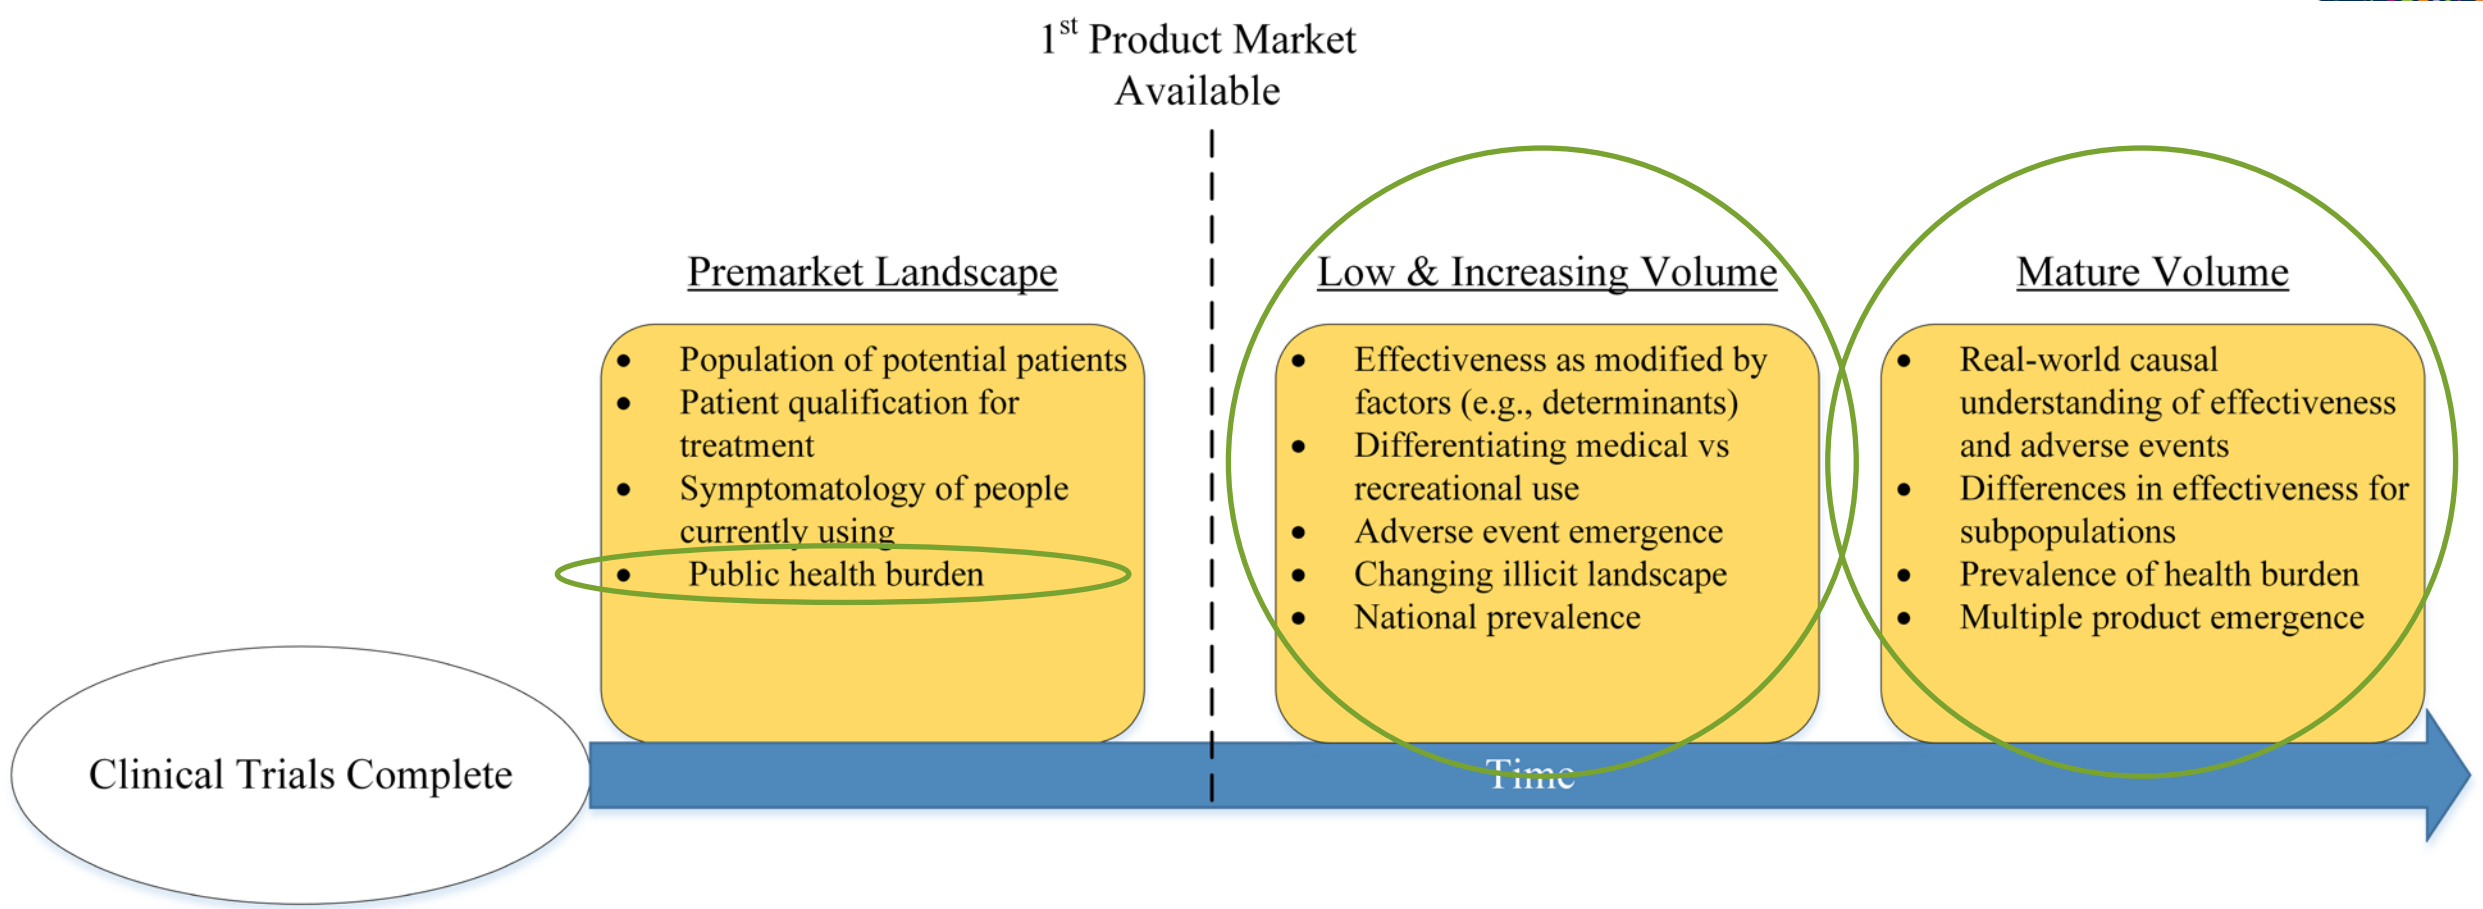 1st Product Market
Available
Premarket Landscape
• Population of potential patients
• Patient qualification for
treatment
• Symptomatology of people
currently using
• Public health burden
Low & Increasing Volume
• Effectiveness as modified by
factors (e.g., determinants)
• Differentiating medical vs
recreational use
• Adverse event emergence
• Changing illicit landscape
• National prevalence
Mature Volume
• Real-world causal
understanding of effectiveness
and adverse events
• Differences in effectiveness for
subpopulations
• Prevalence of health burden
• Multiple product emergence
Clinical Trials Complete
Time